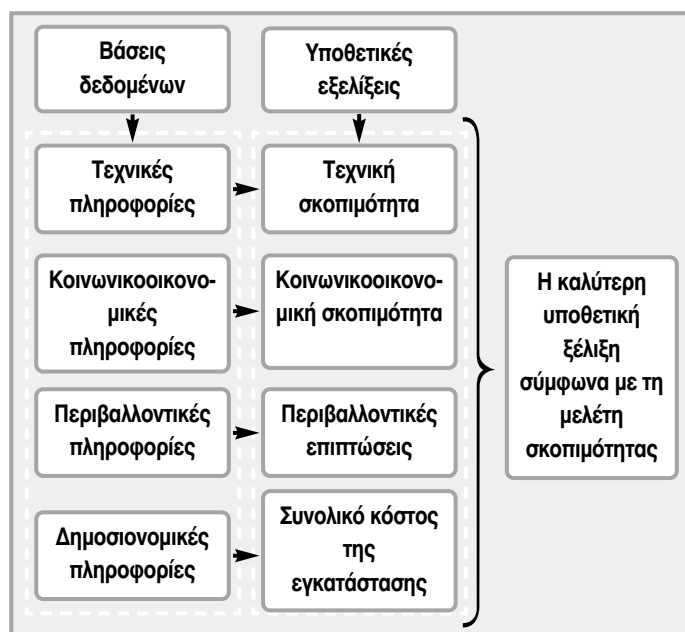 Βάσεις
δεδομένων
Υποθετικές
εξελίξεις
Τεχνικές
πληροφορίες
Τεχνική
σκοπιμότητα
Κοινωνικοοικονο-
μικές
πληροφορίες
Κοινωνικοοικονο-
μική σκοπιμότητα
Περιβαλλοντικές
πληροφορίες
Περιβαλλοντικές
επιπτώσεις
Δημοσιονομικές
πληροφορίες
Συνολικό κόστος
της
εγκατάστασης
Η καλύτερη
υποθετική
ξέλιξη
σύμφωνα με τη
μελέτη
σκοπιμότητας